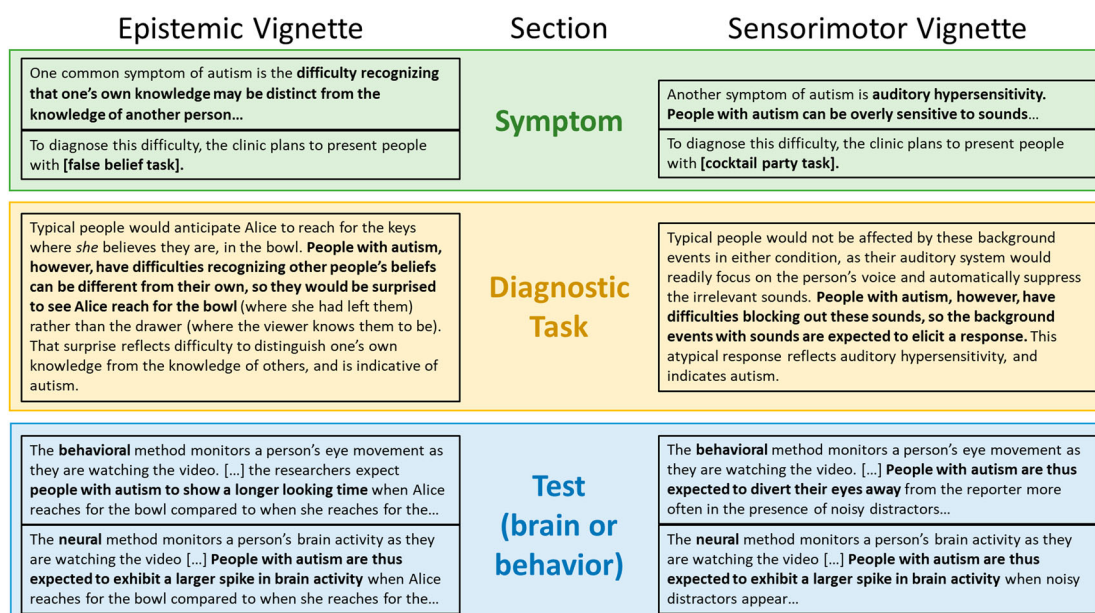 Epistemic Vignette
Section
Sensorimotor Vignette
One common symptom of autism is the difficulty recognizing
that one's own knowledge may be distinct from the
knowledge of another person…
To diagnose this difficulty, the clinic plans to present people
with [false belief task].
Symptom
Another symptom of autism is auditory hypersensitivity.
People with autism can be overly sensitive to sounds…
To diagnose this difficulty, the clinic plans to present people
with [cocktail party task].
Typical people would anticipate Alice to reach for the keys
where she believes they are, in the bowl. People with autism,
however, have difficulties recognizing other people's beliefs
can be different from their own, so they would be surprised
to see Alice reach for the bowl (where she had left them)
rather than the drawer (where the viewer knows them to be).
That surprise reflects difficulty to distinguish one's own
knowledge from the knowledge of others, and is indicative of
autism.
Diagnostic
Task
Typical people would not be affected by these background
events in either condition, as their auditory system would
readily focus on the person's voice and automatically suppress
the irrelevant sounds. People with autism, however, have
difficulties blocking out these sounds, so the background
events with sounds are expected to elicit a response. This
atypical response reflects auditory hypersensitivity, and
indicates autism.
The behavioral method monitors a person's eye movement as
they are watching the video. […] the researchers expect
people with autism to show a longer looking time when Alice
reaches for the bowl compared to when she reaches for the…
The neural method monitors a person's brain activity as they
are watching the video […] People with autism are thus
expected to exhibit a larger spike in brain activity when Alice
reaches for the bowl compared to when she reaches for the…
Test
(brain or
behavior)
The behavioral method monitors a person's eye movement as
they are watching the video. […] People with autism are thus
expected to divert their eyes away from the reporter more
often in the presence of noisy distractors…
The neural method monitors a person's brain activity as they
are watching the video […] People with autism are thus
expected to exhibit a larger spike in brain activity when noisy
distractors appear…